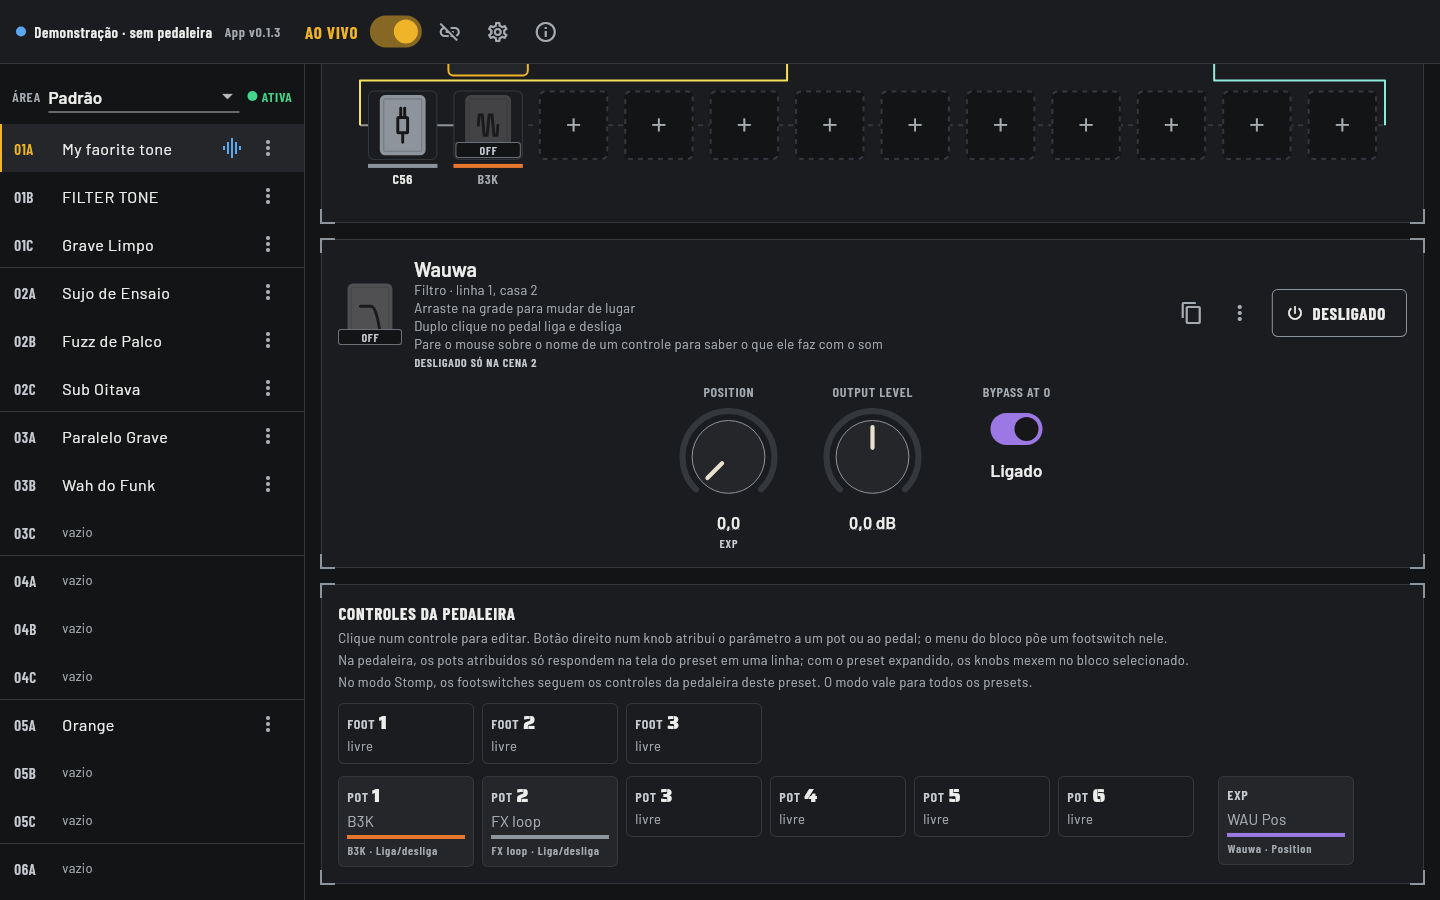 Demonstração · sem pedaleira App v0.1.3 AO VIVO
ÁREA Padrão ATIVA
01A My faorite tone
01B FILTER TONE
01C Grave Limpo
02A Sujo de Ensaio
02B Fuzz de Palco
02C Sub Oitava
03A Paralelo Grave
03B Wah do Funk
03C vazio
04A vazio
04B vazio
04C vazio
05A Orange
05B vazio
05C vazio
06A vazio
OFF
C56 B3K
Wauwa
Filtro · linha 1, casa 2
Arraste na grade para mudar de lugar
Duplo clique no pedal liga e desliga
Pare o mouse sobre o nome de um controle para saber o que ele faz com o som
DESLIGADO SÓ NA CENA 2
OFF
DESLIGADO
POSITION OUTPUT LEVEL BYPASS AT 0
Ligado
0,0 0,0 dB
EXP
CONTROLES DA PEDALEIRA
Clique num controle para editar. Botão direito num knob atribui o parâmetro a um pot ou ao pedal; o menu do bloco põe um footswitch nele.
Na pedaleira, os pots atribuídos só respondem na tela do preset em uma linha; com o preset expandido, os knobs mexem no bloco selecionado.
No modo Stomp, os footswitches seguem os controles da pedaleira deste preset. O modo vale para todos os presets.
FOOT 1 FOOT 2 FOOT 3
livre livre livre
POT 1 POT 2 POT 3 POT 4 POT 5 POT 6 EXP
B3K FX loop livre livre livre livre WAU Pos
B3K · Liga/desliga FX loop · Liga/desliga Wauwa · Position